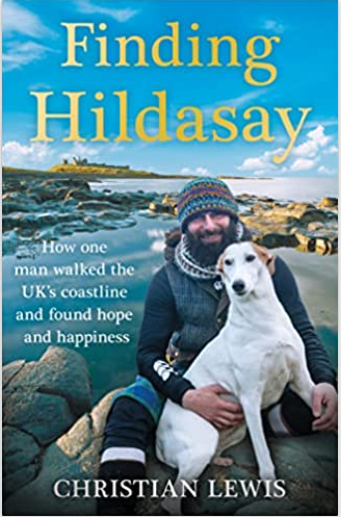 Finding
Hildasay
How one
man walked the
UK's coastline
and found hope
and happiness
CHRISTIAN LEWIS